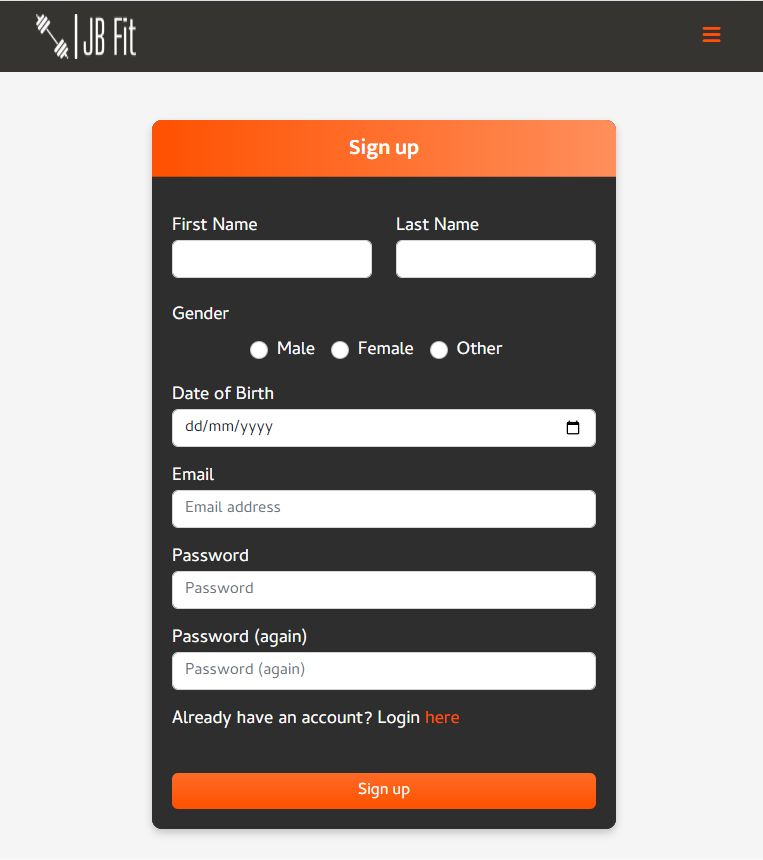 JB Fit
Sign up
First Name Last Name
Gender
Male Female Other
Date of Birth
dd/mm/yyyy
Email
Email address
Password
Password
Password (again)
Password (again)
Already have an account? Login here
Sign up